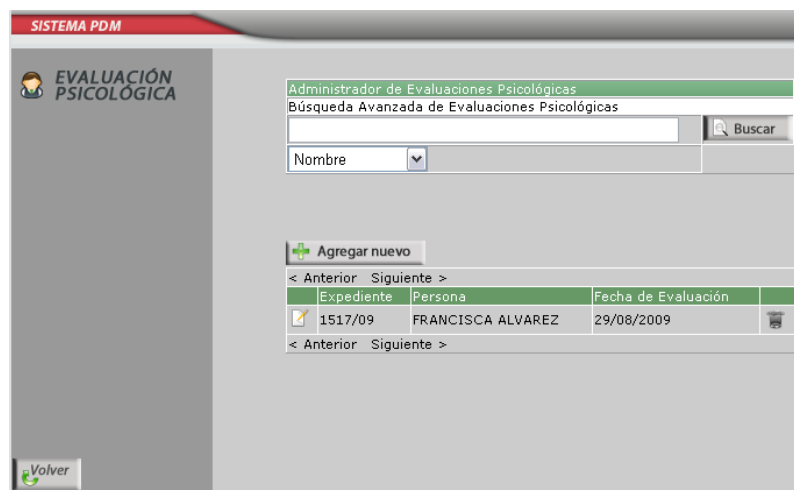 SISTEMA PDM
EVALUACIÓN
PSICOLÓGICA
Administrador de Evaluaciones Psicológicas
Búsqueda Avanzada de Evaluaciones Psicológicas
Buscar
Nombre
Agregar nuevo
< Anterior Siguiente >
Expediente Persona Fecha de Evaluación
1517/09 FRANCISCA ALVAREZ 29/08/2009
< Anterior Siguiente >
Volver